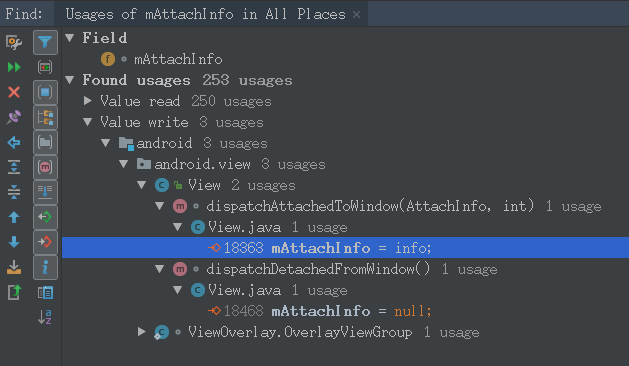 Find: Usages of mAttachInfo in All Places
Field
mAttachInfo
Found usages 253 usages
Value read 250 usages
Value write 3 usages
android 3 usages
android.view 3 usages
View 2 usages
dispatchAttachedToWindow(AttachInfo, int) 1 usage
View.java 1 usage
18363 mAttachInfo = info;
dispatchDetachedFromWindow() 1 usage
View.java 1 usage
18468 mAttachInfo = null;
ViewOverlay.OverlayViewGroup 1 usage